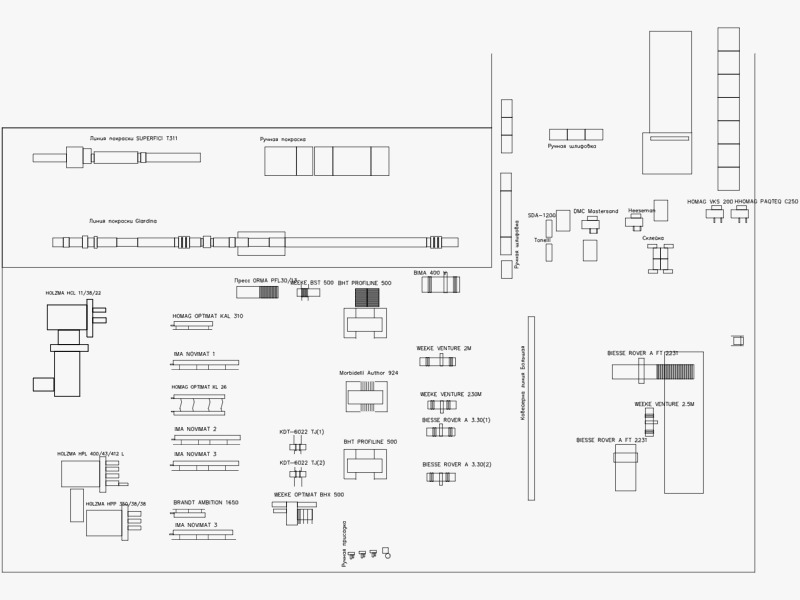 Линия покраски SUPERFICI T311
Ручная покраска
Ручная шлифовка
HOMAG VKS 200
HHOMAG PAQTEQ C250
SDA-1200
DMC Mastersand
Heeseman
Линия покраски Giardina
Ручная шлифовка
Tonelli
Склейка
Пресс ORMA PFL30/13
WEEKE BST 500
BHT PROFILINE 500
BIMA 400
HOLZMA HCL 11/38/22
HOMAG OPTIMAT KAL 310
IMA NOVIMAT 1
WEEKE VENTURE 2M
BIESSE ROVER A FT 2231
Morbidell Author 924
HOMAG OPTIMAT KL 26
WEEKE VENTURE 230M
WEEKE VENTURE 2.5M
BIESSE ROVER A 3.30(1)
IMA NOVIMAT 2
KDT-6022 TJ(1)
BHT PROFILINE 500
BIESSE ROVER A FT 2231
HOLZMA HPL 400/43/412 L
IMA NOVIMAT 3
KDT-6022 TJ(2)
BIESSE ROVER A 3.30(2)
WEEKE OPTIMAT BHX 500
HOLZMA HPP 350/38/38
BRANDT AMBITION 1650
IMA NOVIMAT 3
Ручная присадка
линия Большая